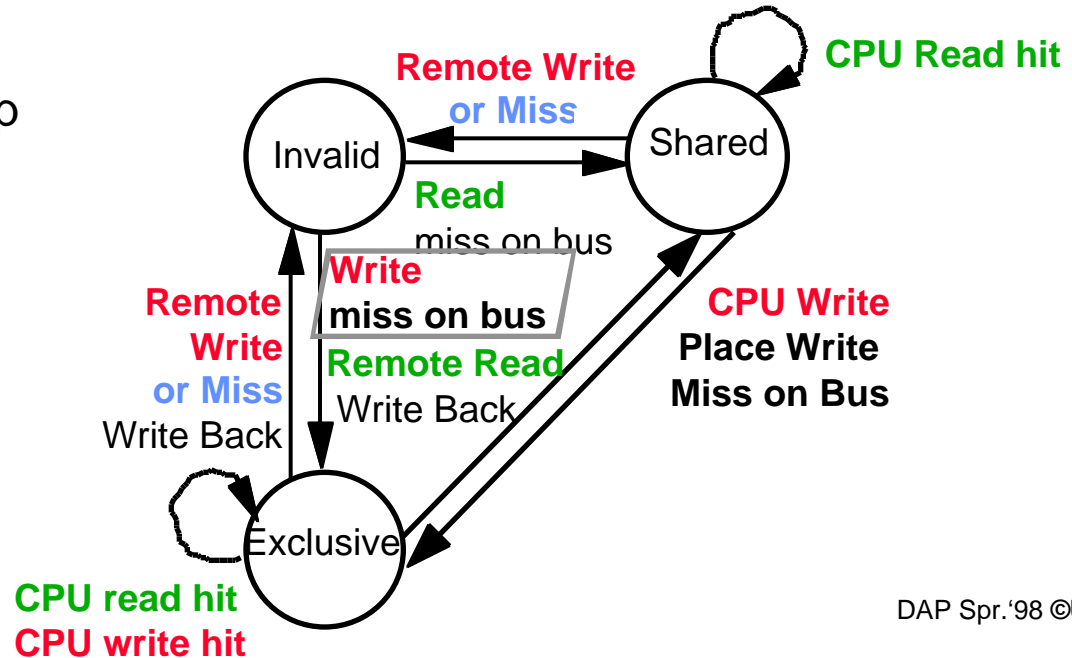 p
Remote Write
or Miss
CPU Read hit
Invalid
Shared
Read
miss on bus
Write
miss on bus
Remote
Write
or Miss
Write Back
Remote Read
Write Back
CPU Write
Place Write
Miss on Bus
Exclusive
CPU read hit
CPU write hit
DAP Spr.‘98 ©